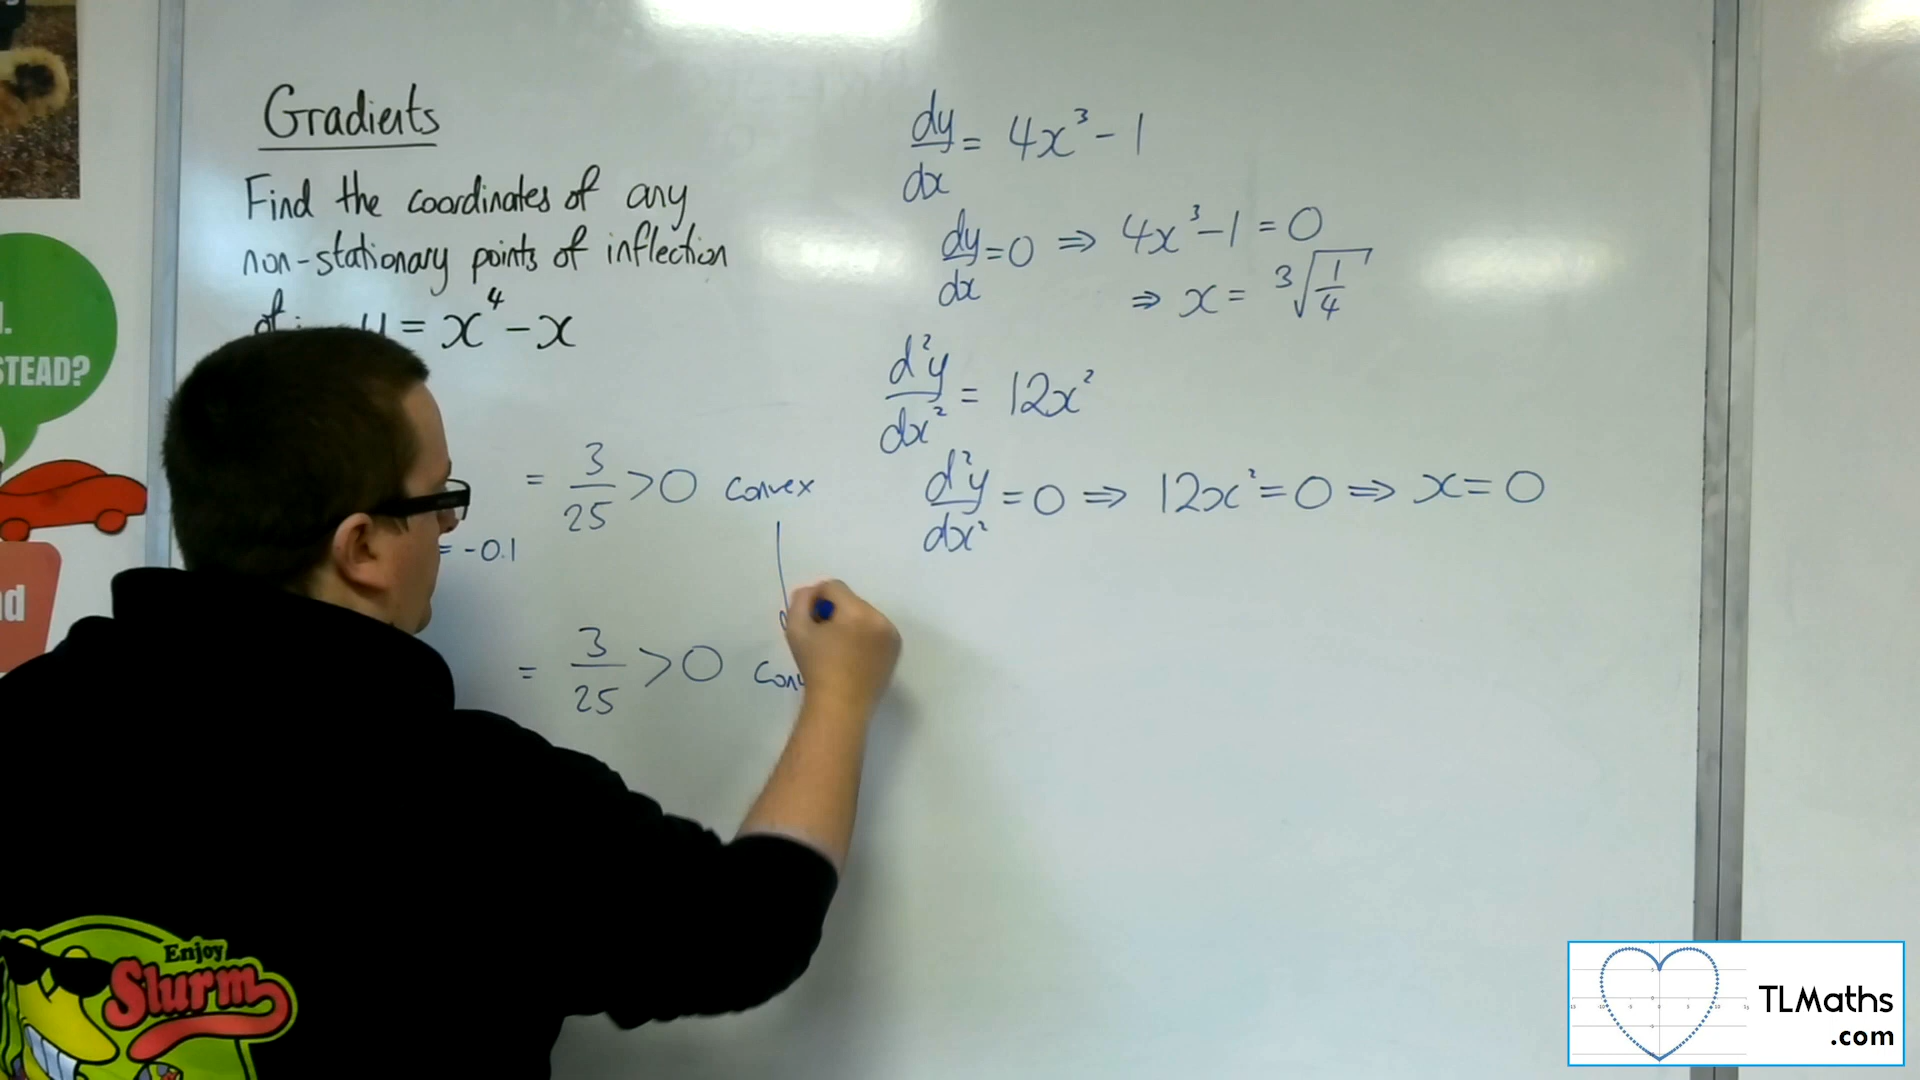 Gradients
Find the coordinates of any
non-stationary points of inflection
of: y = x⁴ - x
= 3/25 > 0 convex
= -0.1
= 3/25 > 0
dy/dx = 4x³ - 1
dy/dx = 0 ⇒ 4x³ - 1 = 0
⇒ x = ³√(1/4)
d²y/dx² = 12x²
d²y/dx² = 0 ⇒ 12x² = 0 ⇒ x = 0
STEAD?
Enjoy
Slurm
TLMaths
.com